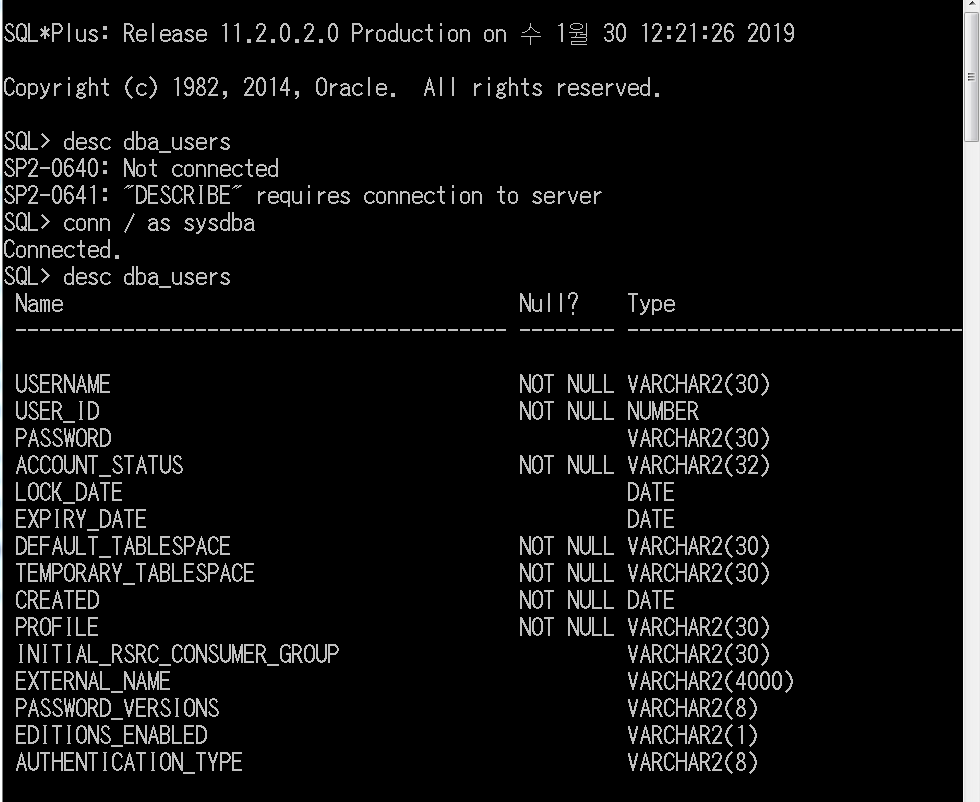 SQL*Plus: Release 11.2.0.2.0 Production on 수 1월 30 12:21:26 2019
Copyright (c) 1982, 2014, Oracle.  All rights reserved.
SQL> desc dba_users
SP2-0640: Not connected
SP2-0641: "DESCRIBE" requires connection to server
SQL> conn / as sysdba
Connected.
SQL> desc dba_users
 Name                                      Null?    Type
 ----------------------------------------- -------- ----------------------------
 USERNAME                                  NOT NULL VARCHAR2(30)
 USER_ID                                   NOT NULL NUMBER
 PASSWORD                                           VARCHAR2(30)
 ACCOUNT_STATUS                            NOT NULL VARCHAR2(32)
 LOCK_DATE                                          DATE
 EXPIRY_DATE                                        DATE
 DEFAULT_TABLESPACE                        NOT NULL VARCHAR2(30)
 TEMPORARY_TABLESPACE                      NOT NULL VARCHAR2(30)
 CREATED                                   NOT NULL DATE
 PROFILE                                   NOT NULL VARCHAR2(30)
 INITIAL_RSRC_CONSUMER_GROUP                        VARCHAR2(30)
 EXTERNAL_NAME                                      VARCHAR2(4000)
 PASSWORD_VERSIONS                                  VARCHAR2(8)
 EDITIONS_ENABLED                                   VARCHAR2(1)
 AUTHENTICATION_TYPE                                VARCHAR2(8)